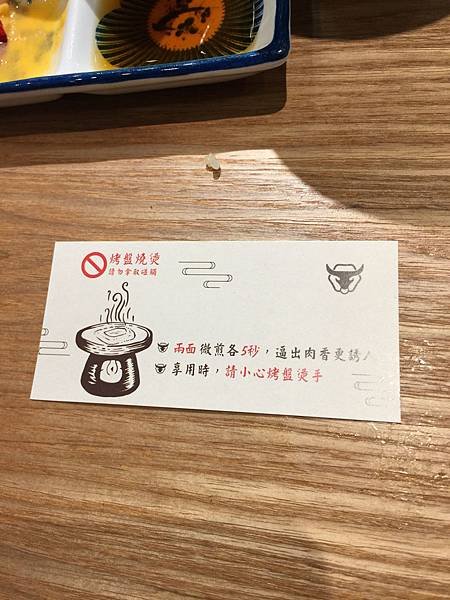 烤盤燒燙
請勿拿取碰觸
兩面微煎各5秒，逼出肉香更誘人
享用時，請小心烤盤燙手